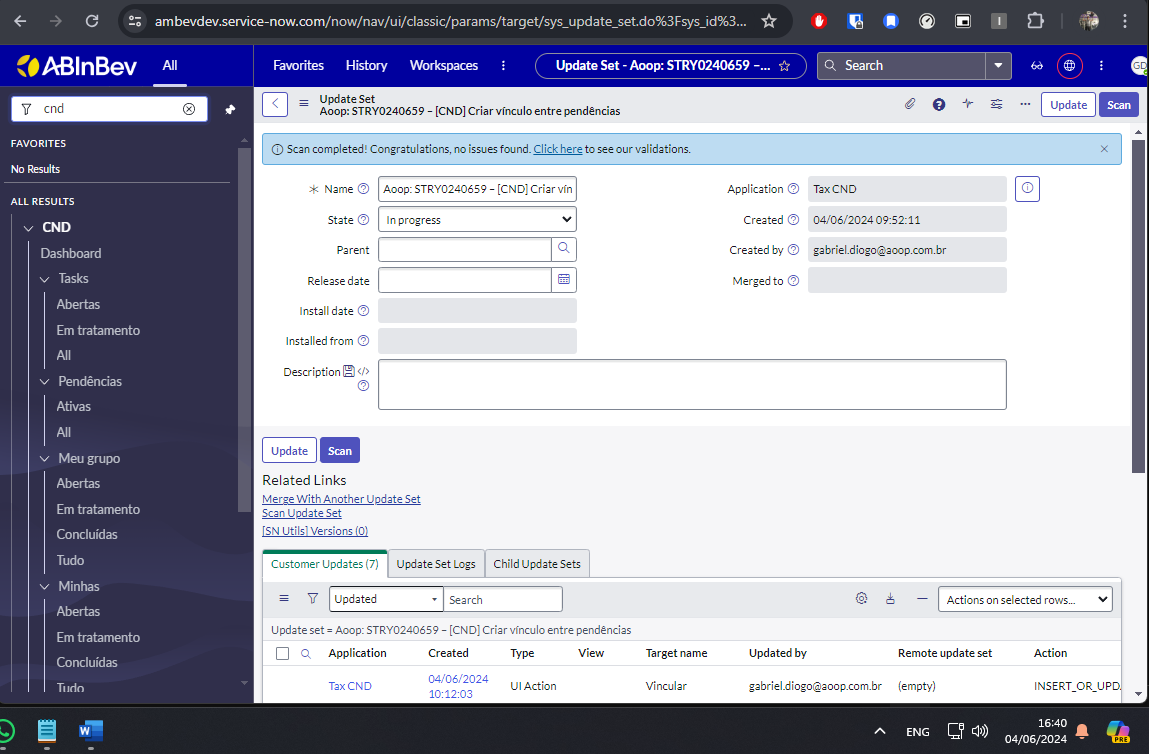 ambevdev.service-now.com/now/nav/ui/classic/params/target/sys_update_set.do%3Fsys_id%3...
ABInBev
All
Favorites
History
Workspaces
Update Set - Aoop: STRY0240659 –...
Search
GD
cnd
FAVORITES
No Results
ALL RESULTS
CND
Dashboard
Tasks
Abertas
Em tratamento
All
Pendências
Ativas
All
Meu grupo
Abertas
Em tratamento
Concluídas
Tudo
Minhas
Abertas
Em tratamento
Concluídas
Tudo
Update Set
Aoop: STRY0240659 – [CND] Criar vínculo entre pendências
Update
Scan
Scan completed! Congratulations, no issues found. Click here to see our validations.
Name
Aoop: STRY0240659 – [CND] Criar vín
State
In progress
Parent
Release date
Install date
Installed from
Description
Application
Tax CND
Created
04/06/2024 09:52:11
Created by
gabriel.diogo@aoop.com.br
Merged to
Update
Scan
Related Links
Merge With Another Update Set
Scan Update Set
[SN Utils] Versions (0)
Customer Updates (7)
Update Set Logs
Child Update Sets
Updated
Search
Actions on selected rows...
Update set = Aoop: STRY0240659 – [CND] Criar vínculo entre pendências
Application Created Type View Target name Updated by Remote update set Action
Tax CND 04/06/2024 10:12:03 UI Action Vincular gabriel.diogo@aoop.com.br (empty) INSERT_OR_UPD
ENG
16:40
04/06/2024
PRE